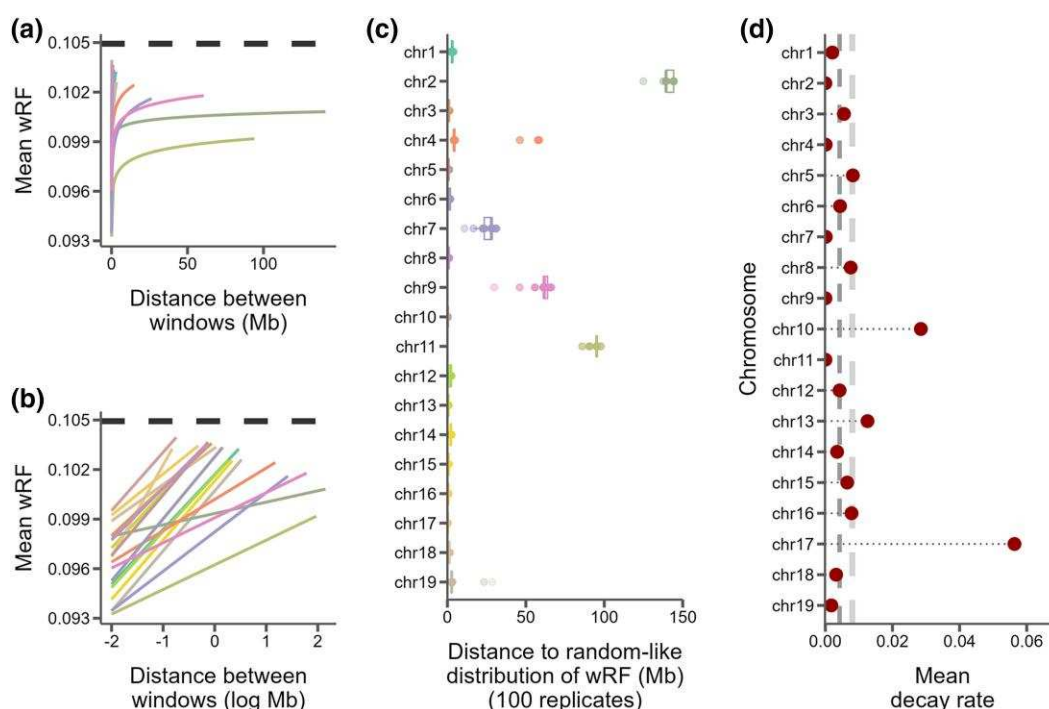 (a)
0.105
0.102
0.099
0.096
0.093
Mean wRF
0 50 100
Distance between
windows (Mb)
(b)
0.105
0.102
0.099
0.096
0.093
Mean wRF
-2 -1 0 1 2
Distance between
windows (log Mb)
(c)
chr1
chr2
chr3
chr4
chr5
chr6
chr7
chr8
chr9
chr10
chr11
chr12
chr13
chr14
chr15
chr16
chr17
chr18
chr19
0 50 100 150
Distance to random-like
distribution of wRF (Mb)
(100 replicates)
(d)
Chromosome
chr1
chr2
chr3
chr4
chr5
chr6
chr7
chr8
chr9
chr10
chr11
chr12
chr13
chr14
chr15
chr16
chr17
chr18
chr19
0.00 0.02 0.04 0.06
Mean
decay rate